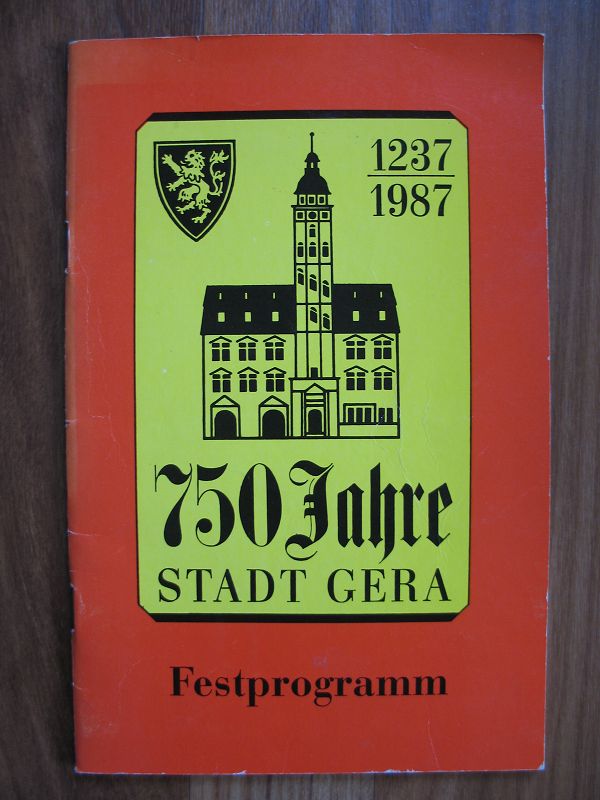 1237
1987
750 Jahre
STADT GERA
Festprogramm